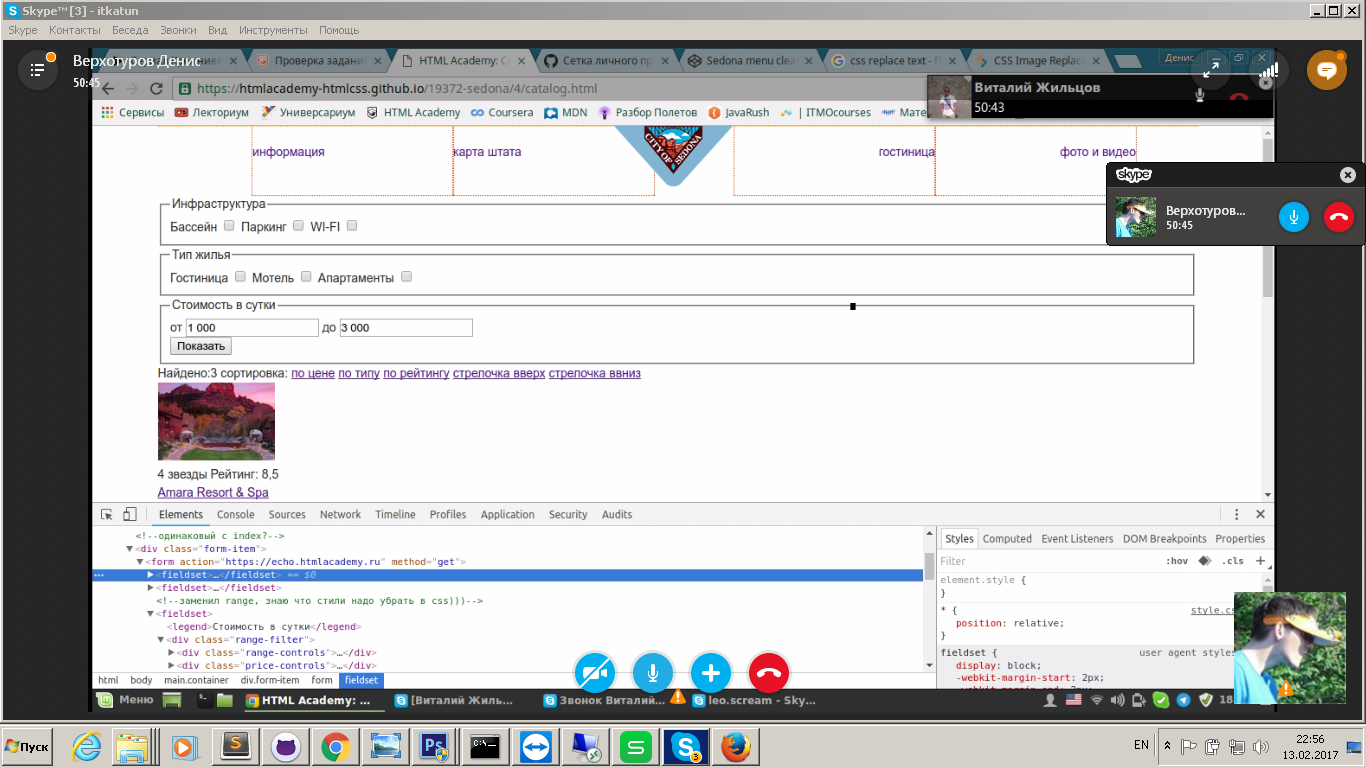 Skype™ [3] - itkatun
Skype Контакты Беседа Звонки Вид Инструменты Помощь
Верхотуров Денис
50:45
Проверка задани
HTML Academy: С
Сетка личного пр
Sedona menu clea
css replace text - П
CSS Image Replac
Денис
https://htmlacademy-htmlcss.github.io/19372-sedona/4/catalog.html
Виталий Жильцов
50:43
Сервисы Лекториум Универсариум HTML Academy Coursera MDN Разбор Полетов JavaRush | ITMOcourses Мате
информация карта штата гостиница фото и видео
CITY OF SEDONA
skype
Верхотуров...
50:45
Инфраструктура
Бассейн Паркинг WI-FI
Тип жилья
Гостиница Мотель Апартаменты
Стоимость в сутки
от 1 000 до 3 000
Показать
Найдено:3 сортировка: по цене по типу по рейтингу стрелочка вверх стрелочка ввниз
4 звезды Рейтинг: 8,5
Amara Resort & Spa
Elements Console Sources Network Timeline Profiles Application Security Audits
<!--одинаковый с index?-->
<div class="form-item">
<form action="https://echo.htmlacademy.ru" method="get">
<fieldset>…</fieldset> == $0
<fieldset>…</fieldset>
<!--заменил range, знаю что стили надо убрать в css)))-->
<fieldset>
<legend>Стоимость в сутки</legend>
<div class="range-filter">
<div class="range-controls">…</div>
<div class="price-controls">…</div>
html body main.container div.form-item form fieldset
Styles Computed Event Listeners DOM Breakpoints Properties
Filter :hov .cls +
element.style {
}
* { style.cs
position: relative;
}
fieldset { user agent styles
display: block;
-webkit-margin-start: 2px;
Меню
HTML Academy: ...
[Виталий Жиль...
Звонок Виталий...
leo.scream - Sky...
18
Пуск
EN
22:56
13.02.2017